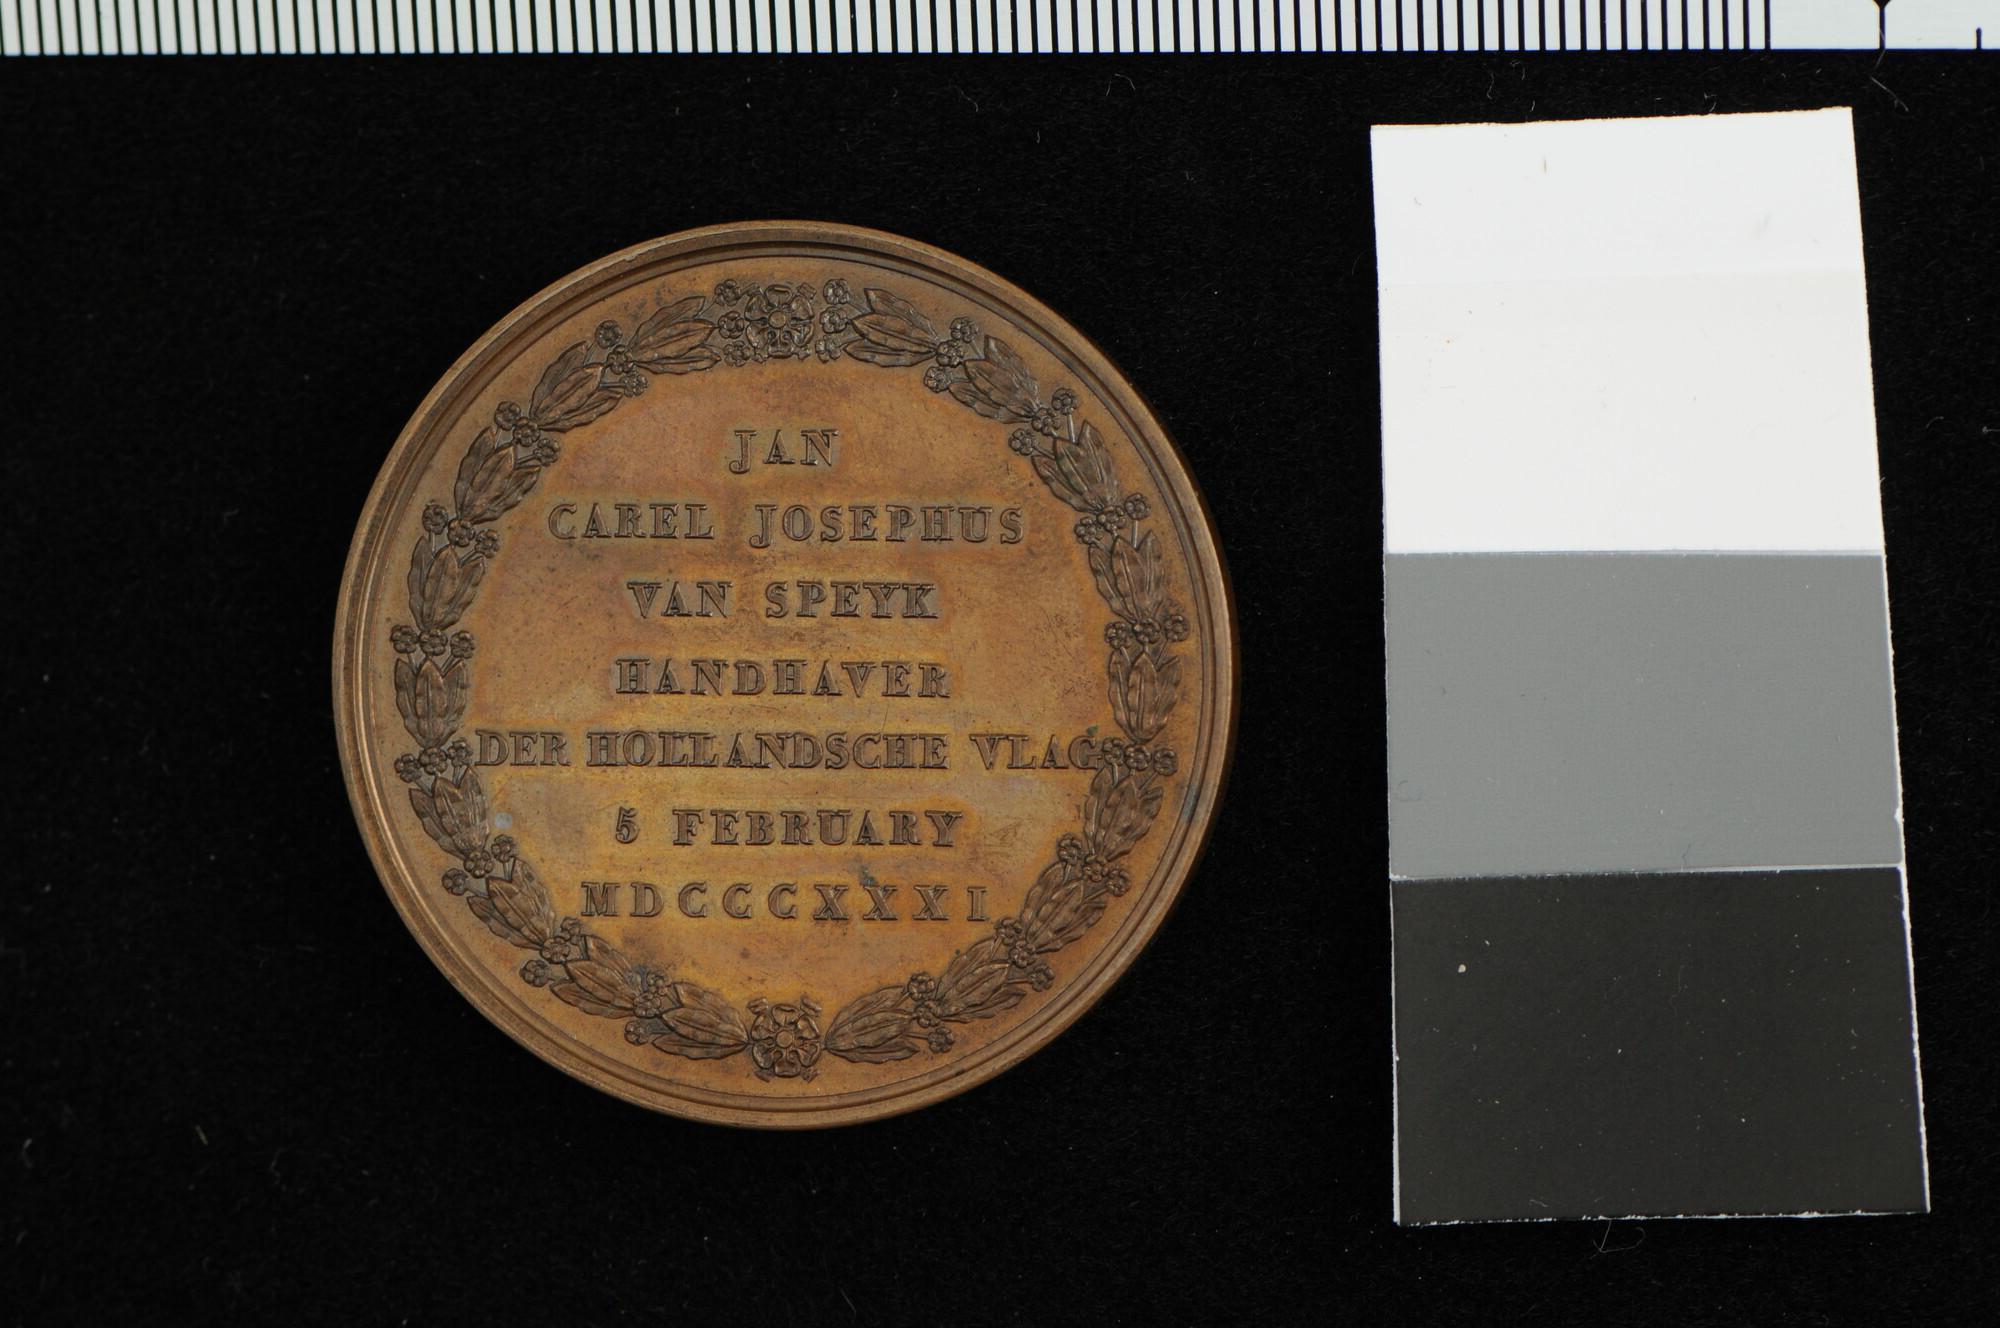 JAN
CAREL JOSEPHUS
VAN SPEYK
HANDHAVER
DER HOLLANDSCHE VLAG
5 FEBRUARY
MDCCCXXXI